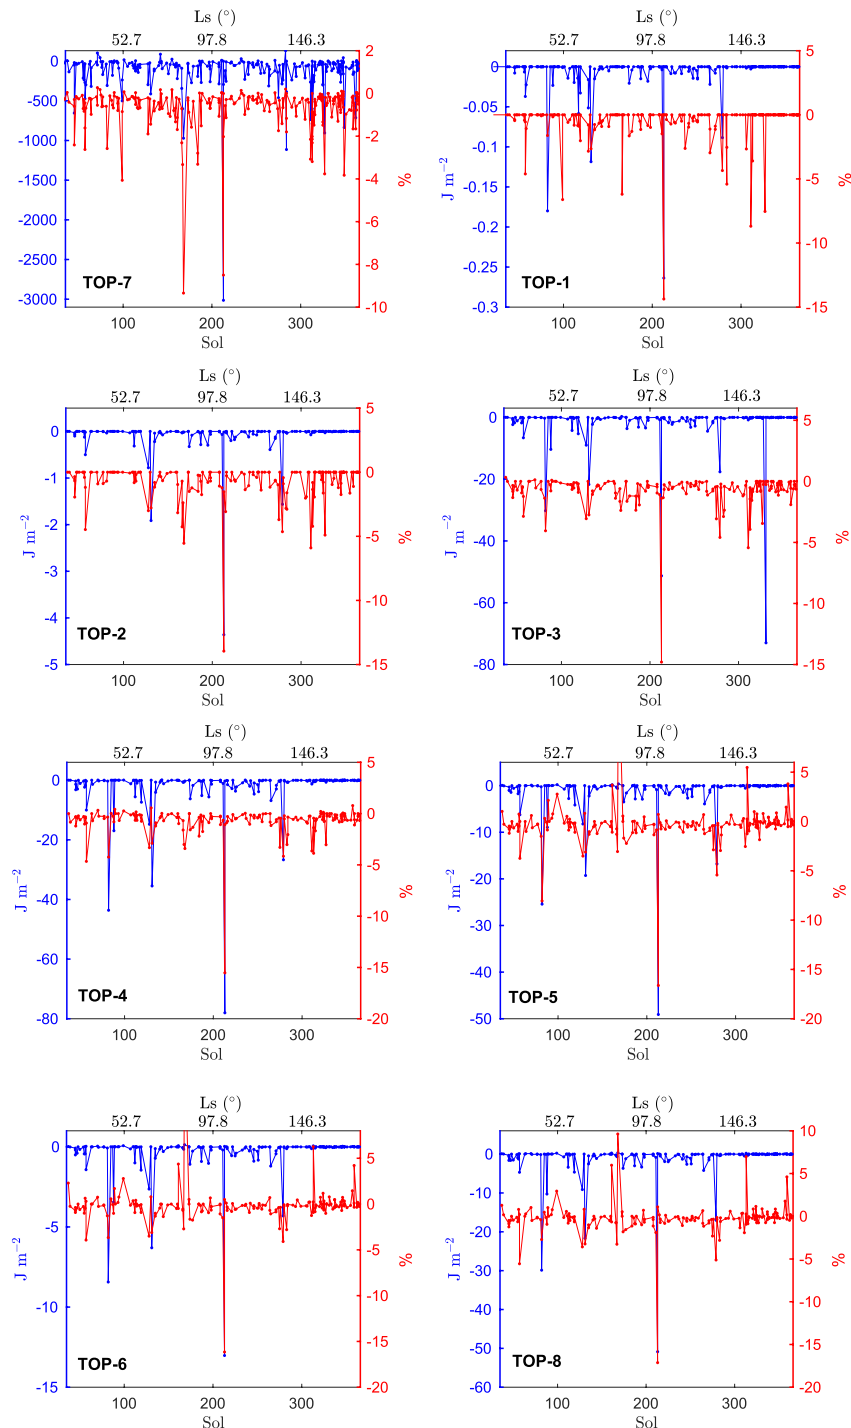 Ls (°)
52.7 97.8 146.3
0
-500
-1000
-1500
-2000
-2500
-3000
2
0
-2
-4
-6
-8
-10
%
TOP-7
100 200 300
Sol
Ls (°)
52.7 97.8 146.3
J m−2
0
-0.05
-0.1
-0.15
-0.2
-0.25
-0.3
5
0
-5
-10
-15
%
TOP-1
100 200 300
Sol
Ls (°)
52.7 97.8 146.3
J m−2
0
-1
-2
-3
-4
-5
5
0
-5
-10
-15
%
TOP-2
100 200 300
Sol
Ls (°)
52.7 97.8 146.3
J m−2
0
-20
-40
-60
-80
5
0
-5
-10
-15
%
TOP-3
100 200 300
Sol
Ls (°)
52.7 97.8 146.3
J m−2
0
-20
-40
-60
-80
5
0
-5
-10
-15
-20
%
TOP-4
100 200 300
Sol
Ls (°)
52.7 97.8 146.3
J m−2
0
-10
-20
-30
-40
-50
5
0
-5
-10
-15
-20
%
TOP-5
100 200 300
Sol
Ls (°)
52.7 97.8 146.3
J m−2
0
-5
-10
-15
5
0
-5
-10
-15
-20
%
TOP-6
100 200 300
Sol
Ls (°)
52.7 97.8 146.3
J m−2
0
-10
-20
-30
-40
-50
-60
10
5
0
-5
-10
-15
-20
%
TOP-8
100 200 300
Sol